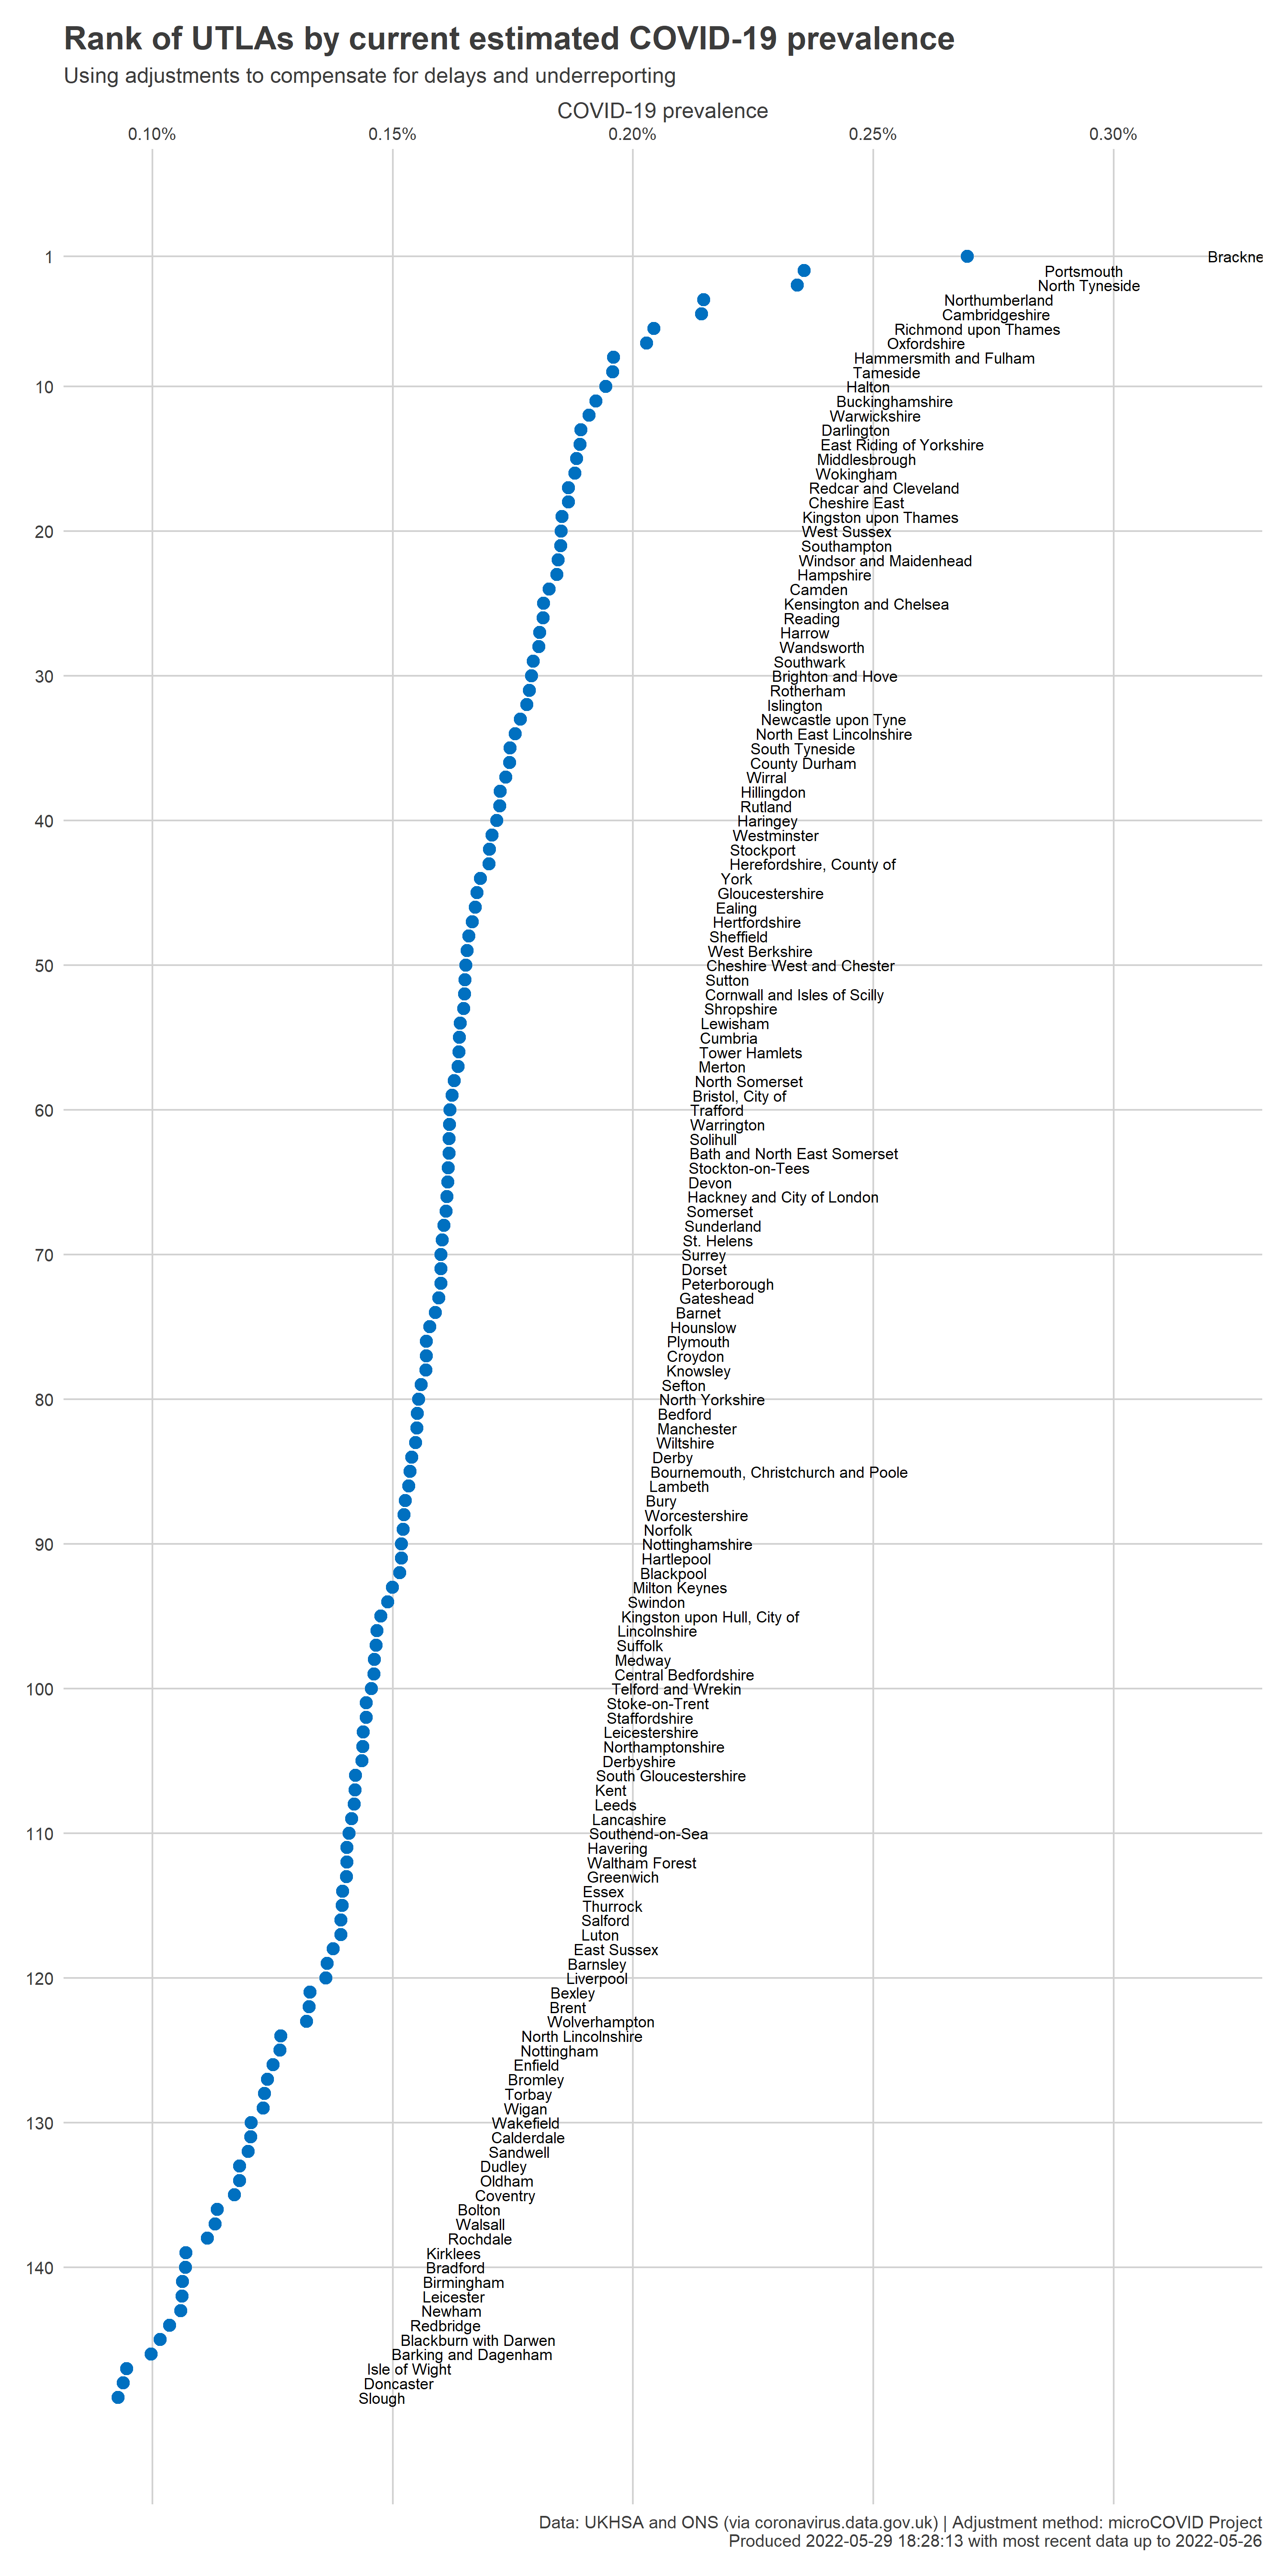 Rank of UTLAs by current estimated COVID-19 prevalence
Using adjustments to compensate for delays and underreporting
COVID-19 prevalence
0.10% 0.15% 0.20% 0.25% 0.30%
1 Brackne
Portsmouth
North Tyneside
Northumberland
Cambridgeshire
Richmond upon Thames
Oxfordshire
Hammersmith and Fulham
Tameside
10 Halton
Buckinghamshire
Warwickshire
Darlington
East Riding of Yorkshire
Middlesbrough
Wokingham
Redcar and Cleveland
Cheshire East
Kingston upon Thames
20 West Sussex
Southampton
Windsor and Maidenhead
Hampshire
Camden
Kensington and Chelsea
Reading
Harrow
Wandsworth
Southwark
30 Brighton and Hove
Rotherham
Islington
Newcastle upon Tyne
North East Lincolnshire
South Tyneside
County Durham
Wirral
Hillingdon
Rutland
40 Haringey
Westminster
Stockport
Herefordshire, County of
York
Gloucestershire
Ealing
Hertfordshire
Sheffield
West Berkshire
50 Cheshire West and Chester
Sutton
Cornwall and Isles of Scilly
Shropshire
Lewisham
Cumbria
Tower Hamlets
Merton
North Somerset
Bristol, City of
60 Trafford
Warrington
Solihull
Bath and North East Somerset
Stockton-on-Tees
Devon
Hackney and City of London
Somerset
Sunderland
St. Helens
70 Surrey
Dorset
Peterborough
Gateshead
Barnet
Hounslow
Plymouth
Croydon
Knowsley
Sefton
80 North Yorkshire
Bedford
Manchester
Wiltshire
Derby
Bournemouth, Christchurch and Poole
Lambeth
Bury
Worcestershire
Norfolk
90 Nottinghamshire
Hartlepool
Blackpool
Milton Keynes
Swindon
Kingston upon Hull, City of
Lincolnshire
Suffolk
Medway
Central Bedfordshire
100 Telford and Wrekin
Stoke-on-Trent
Staffordshire
Leicestershire
Northamptonshire
Derbyshire
South Gloucestershire
Kent
Leeds
Lancashire
110 Southend-on-Sea
Havering
Waltham Forest
Greenwich
Essex
Thurrock
Salford
Luton
East Sussex
Barnsley
120 Liverpool
Bexley
Brent
Wolverhampton
North Lincolnshire
Nottingham
Enfield
Bromley
Torbay
Wigan
130 Wakefield
Calderdale
Sandwell
Dudley
Oldham
Coventry
Bolton
Walsall
Rochdale
Kirklees
140 Bradford
Birmingham
Leicester
Newham
Redbridge
Blackburn with Darwen
Barking and Dagenham
Isle of Wight
Doncaster
Slough
Data: UKHSA and ONS (via coronavirus.data.gov.uk) | Adjustment method: microCOVID Project
Produced 2022-05-29 18:28:13 with most recent data up to 2022-05-26